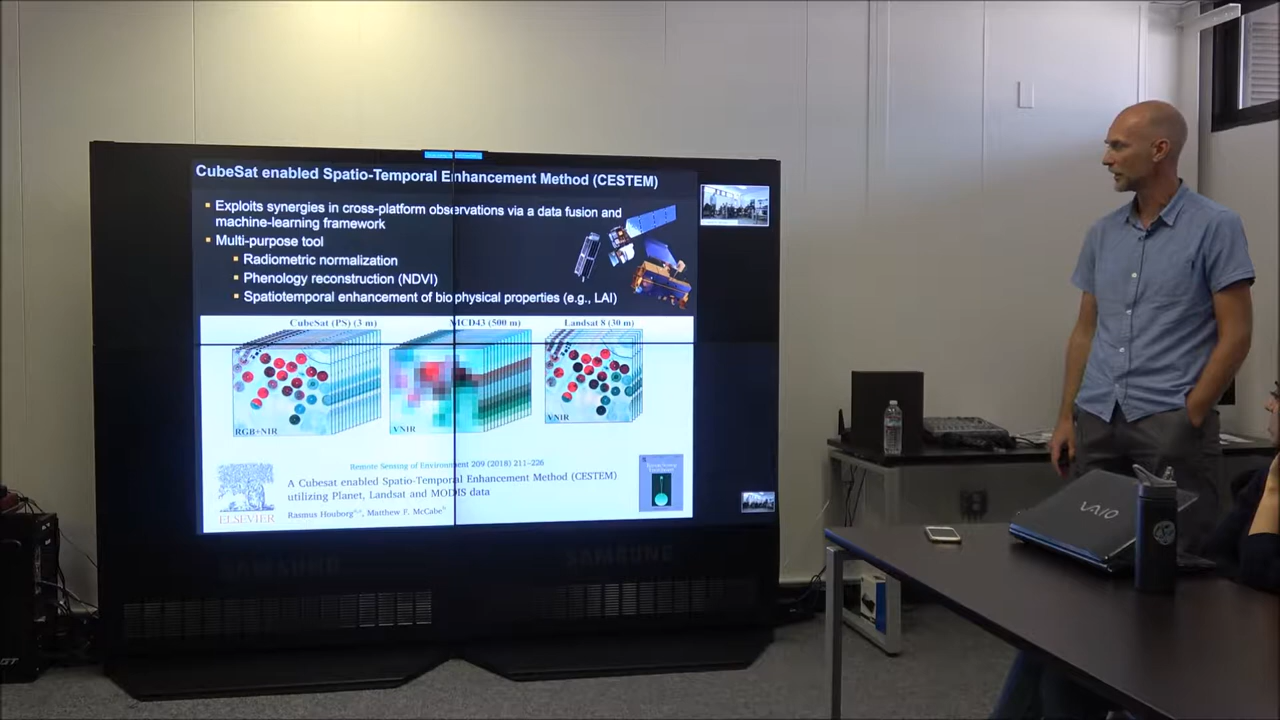 CubeSat enabled Spatio-Temporal Enhancement Method (CESTEM)
Exploits synergies in cross-platform observations via a data fusion and
machine-learning framework
Multi-purpose tool
Radiometric normalization
Phenology reconstruction (NDVI)
Spatiotemporal enhancement of biophysical properties (e.g., LAI)
CubeSat (PS) (3 m)
MCD43 (500 m)
Landsat 8 (30 m)
RGB+NIR
VNIR
VNIR
Remote Sensing of Environment 209 (2018) 211–226
A Cubesat enabled Spatio-Temporal Enhancement Method (CESTEM)
utilizing Planet, Landsat and MODIS data
Rasmus Houborg, Matthew F. McCabe
ELSEVIER
SAMSUNG
SAMSUNG
VAIO
GT